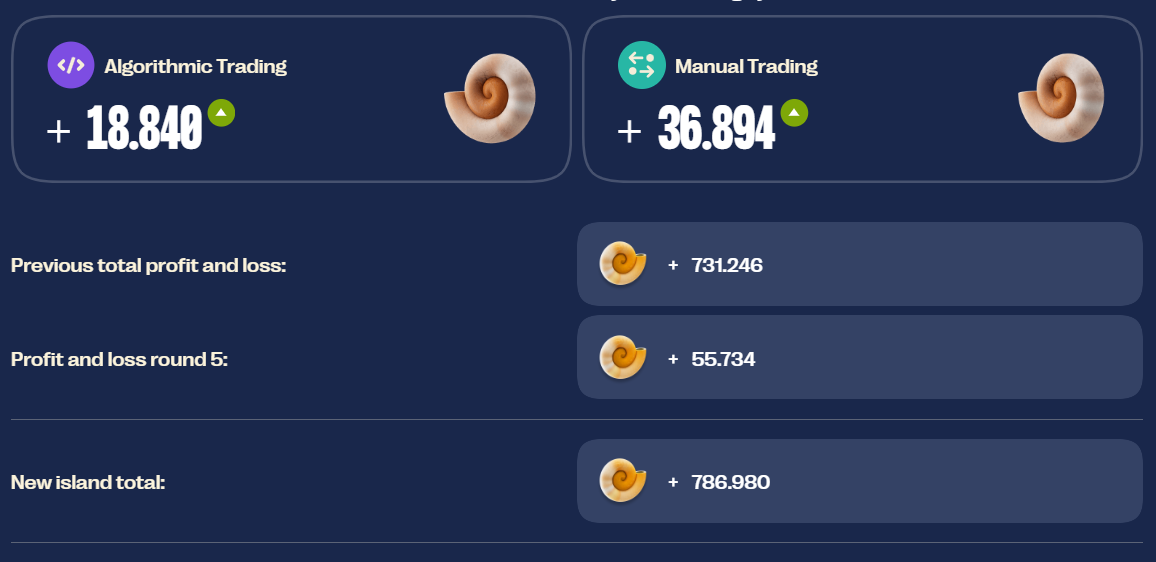 Algorithmic Trading
+ 18.840
Manual Trading
+ 36.894
Previous total profit and loss:
+ 731.246
Profit and loss round 5:
+ 55.734
New island total:
+ 786.980